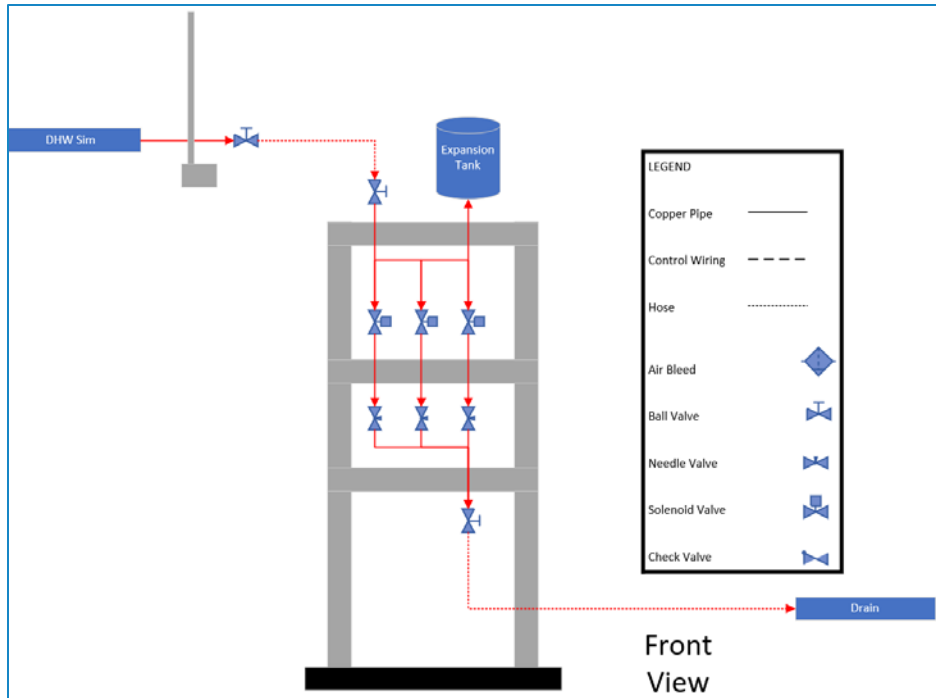 DHW Sim
Expansion
Tank
LEGEND
Copper Pipe
Control Wiring
Hose
Air Bleed
Ball Valve
Needle Valve
Solenoid Valve
Check Valve
Drain
Front
View